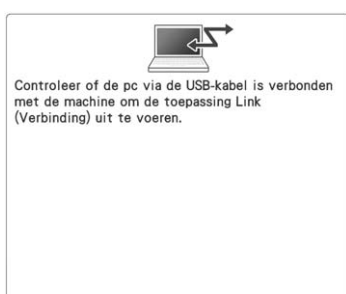 Controleer of de pc via de USB-kabel is verbonden
met de machine om de toepassing Link
(Verbinding) uit te voeren.